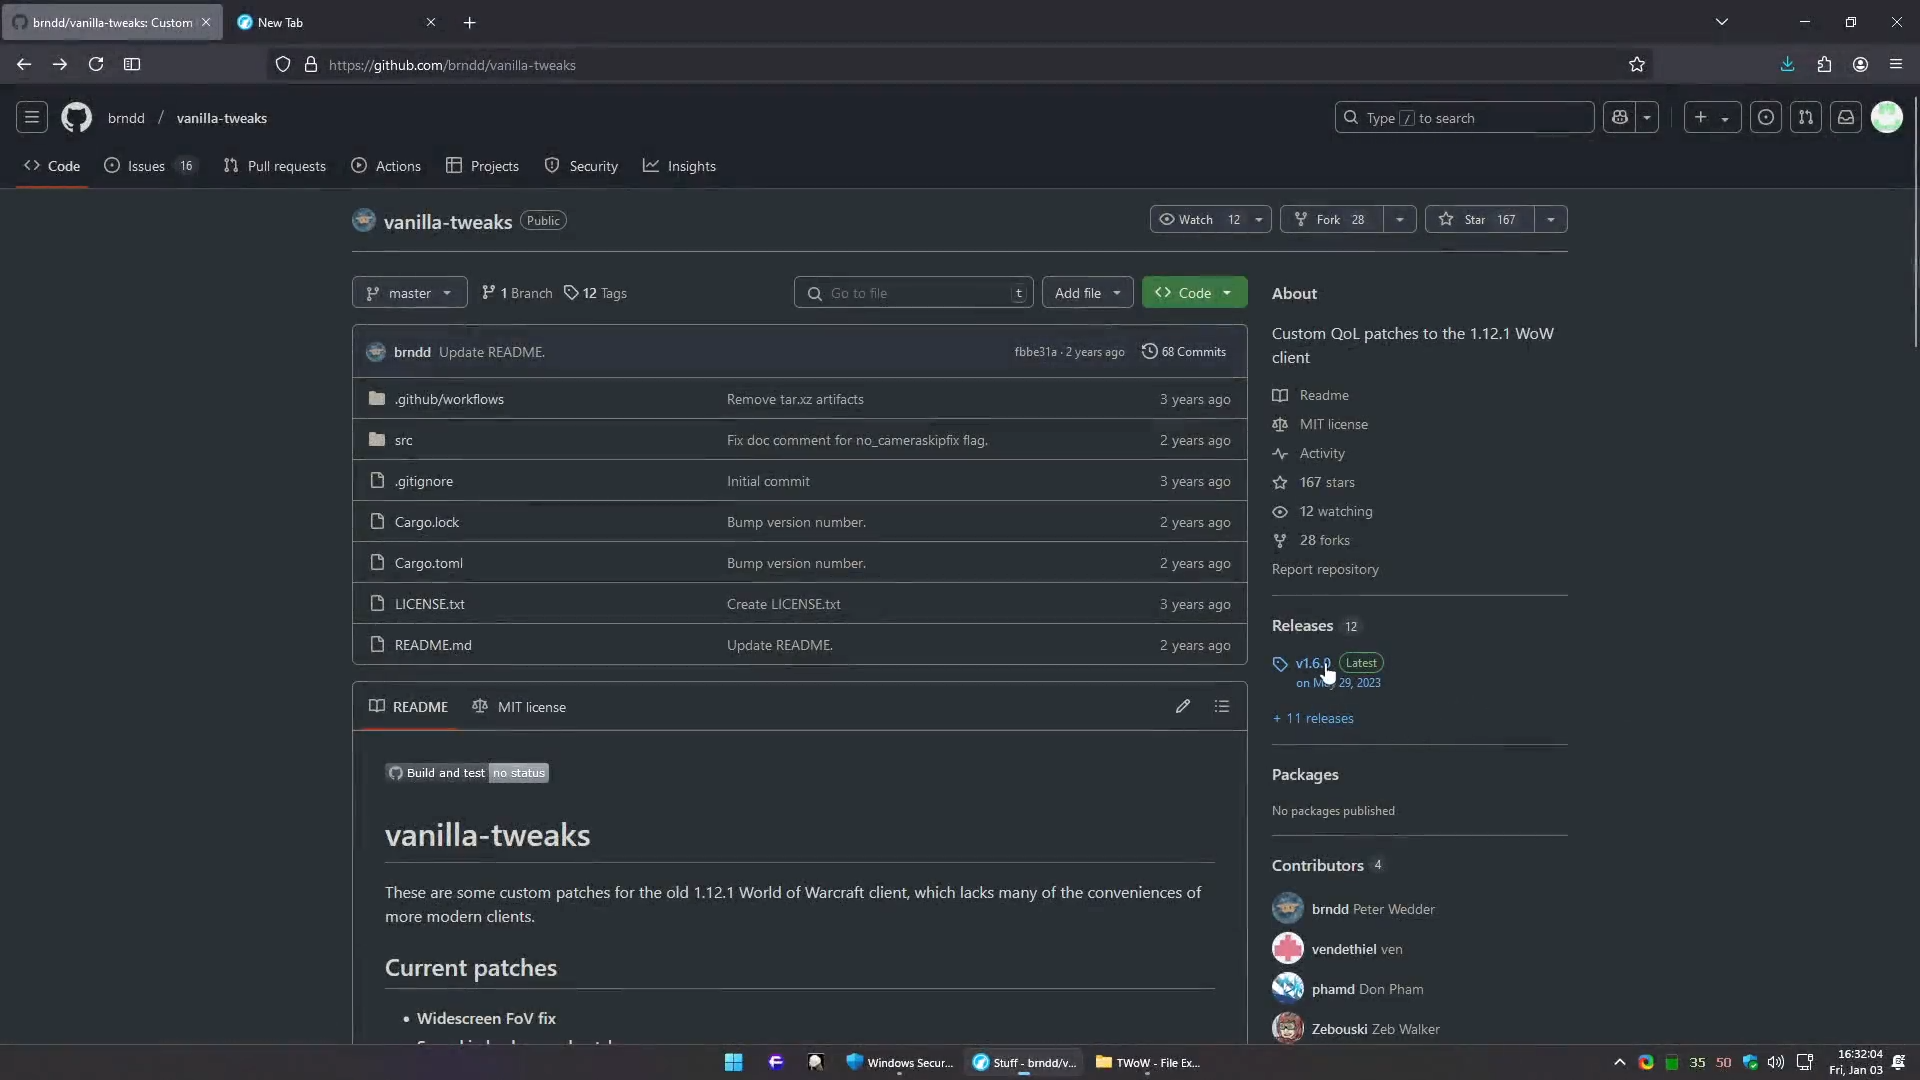 brndd/vanilla-tweaks: Custom
New Tab
https://github.com/brndd/vanilla-tweaks
brndd / vanilla-tweaks
Type / to search
Code
Issues 16
Pull requests
Actions
Projects
Security
Insights
vanilla-tweaks Public
Watch 12
Fork 28
Star 167
master
1 Branch
12 Tags
Go to file t
Add file
Code
brndd Update README.
fbbe31a · 2 years ago
68 Commits
.github/workflows Remove tar.xz artifacts 3 years ago
src Fix doc comment for no_cameraskipfix flag. 2 years ago
.gitignore Initial commit 3 years ago
Cargo.lock Bump version number. 2 years ago
Cargo.toml Bump version number. 2 years ago
LICENSE.txt Create LICENSE.txt 3 years ago
README.md Update README. 2 years ago
README
MIT license
Build and test no status
vanilla-tweaks
These are some custom patches for the old 1.12.1 World of Warcraft client, which lacks many of the conveniences of
more modern clients.
Current patches
• Widescreen FoV fix
About
Custom QoL patches to the 1.12.1 WoW
client
Readme
MIT license
Activity
167 stars
12 watching
28 forks
Report repository
Releases 12
v1.6.0 Latest
on May 29, 2023
+ 11 releases
Packages
No packages published
Contributors 4
brndd Peter Wedder
vendethiel ven
phamd Don Pham
Zebouski Zeb Walker
Windows Secur...
Stuff - brndd/v...
TWoW - File Ex...
35
50
16:32:04
Fri, Jan 03